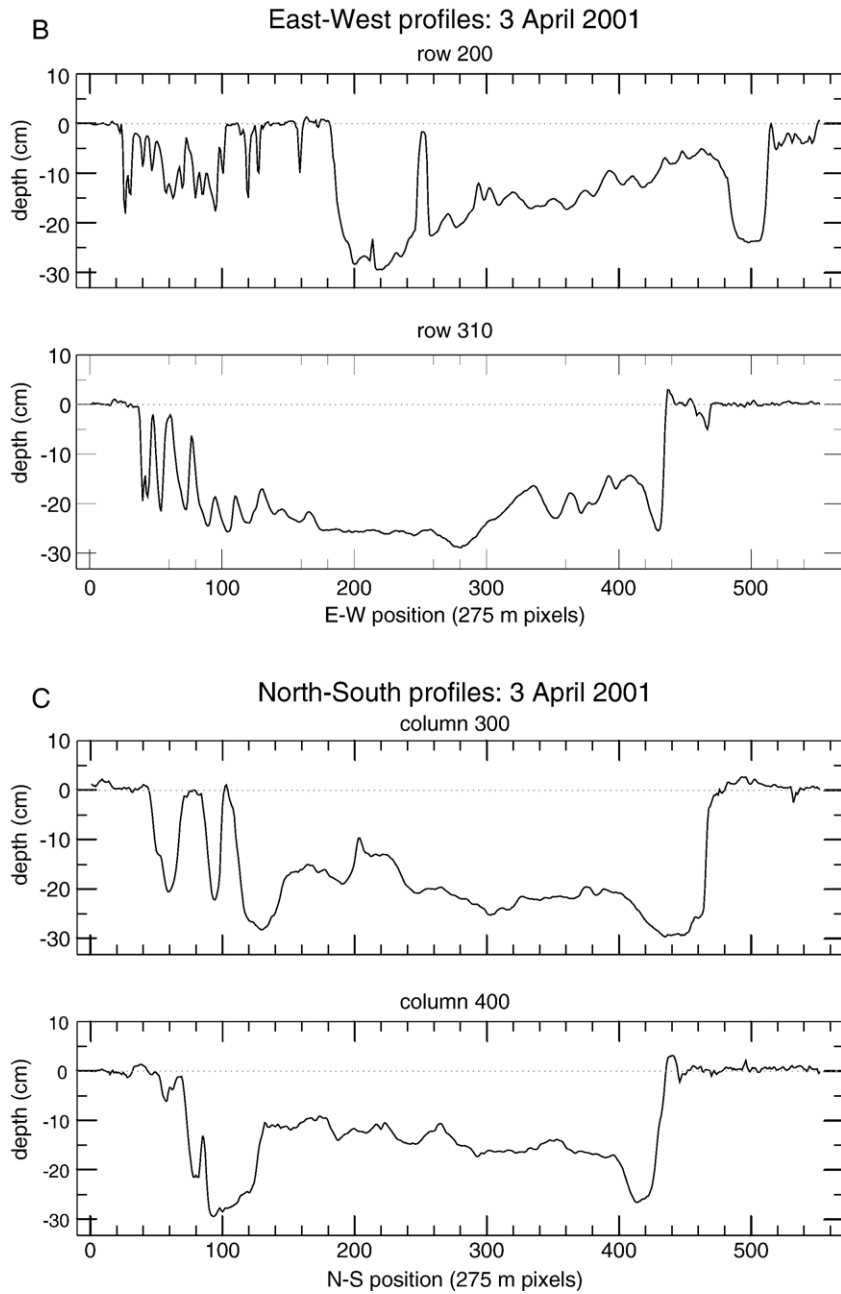 B
East-West profiles: 3 April 2001
row 200
10
0
-10
-20
-30
depth (cm)
row 310
10
0
-10
-20
-30
depth (cm)
0 100 200 300 400 500
E-W position (275 m pixels)
C
North-South profiles: 3 April 2001
column 300
10
0
-10
-20
-30
depth (cm)
column 400
10
0
-10
-20
-30
depth (cm)
0 100 200 300 400 500
N-S position (275 m pixels)